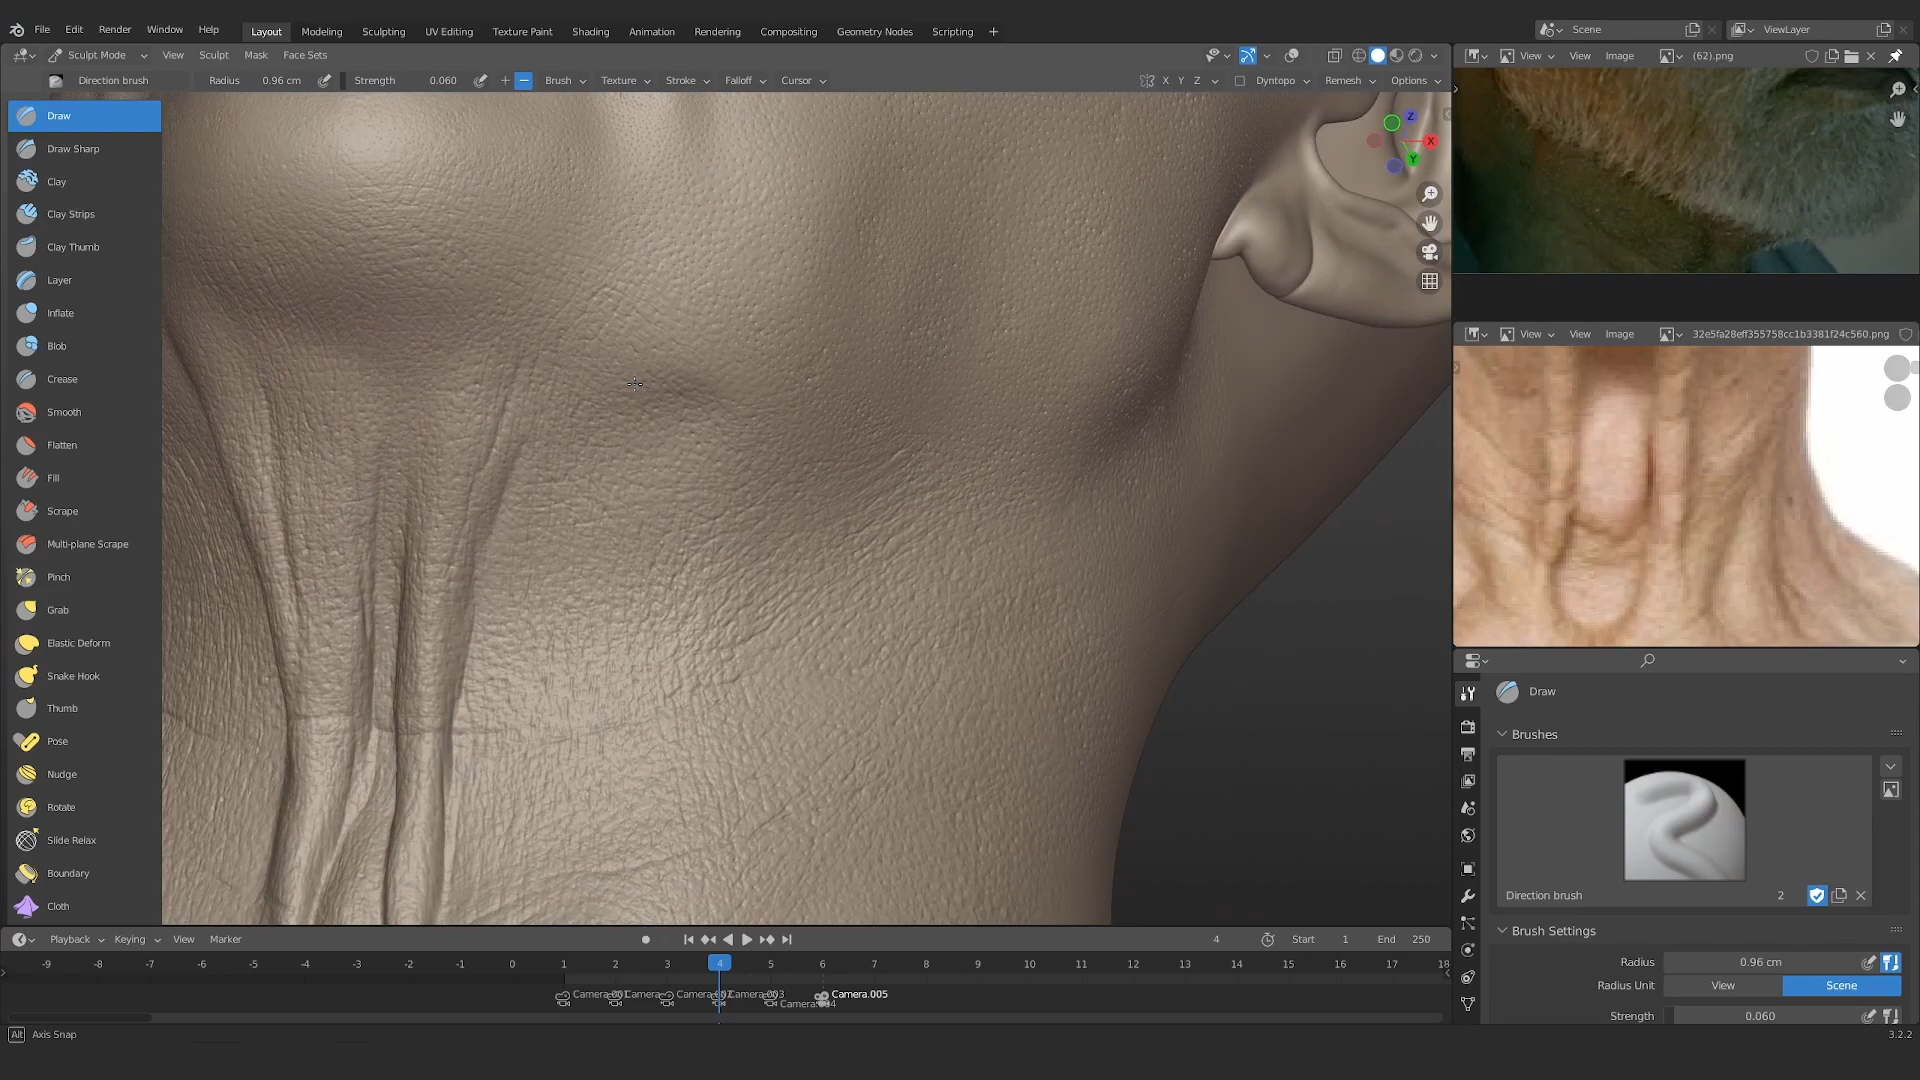 File Edit Render Window Help Layout Modeling Sculpting UV Editing Texture Paint Shading Animation Rendering Compositing Geometry Nodes Scripting + Scene ViewLayer
Sculpt Mode View Sculpt Mask Face Sets
Direction brush Radius 0.96 cm Strength 0.060 Brush Texture Stroke Falloff Cursor X Y Z Dyntopo Remesh Options
View View Image (62).png
Draw
Draw Sharp
Clay
Clay Strips
Clay Thumb
Layer
Inflate
Blob
Crease
Smooth
Flatten
Fill
Scrape
Multi-plane Scrape
Pinch
Grab
Elastic Deform
Snake Hook
Thumb
Pose
Nudge
Rotate
Slide Relax
Boundary
Cloth
Z
X
Y
View View Image 32e5fa28eff355758cc1b3381f24c560.png
Draw
Brushes
Direction brush 2
Brush Settings
Radius 0.96 cm
Radius Unit View Scene
Strength 0.060
Playback Keying View Marker 4 Start 1 End 250
-9 -8 -7 -6 -5 -4 -3 -2 -1 0 1 2 3 4 5 6 7 8 9 10 11 12 13 14 15 16 17 18
Camera.005
Alt Axis Snap
3.2.2